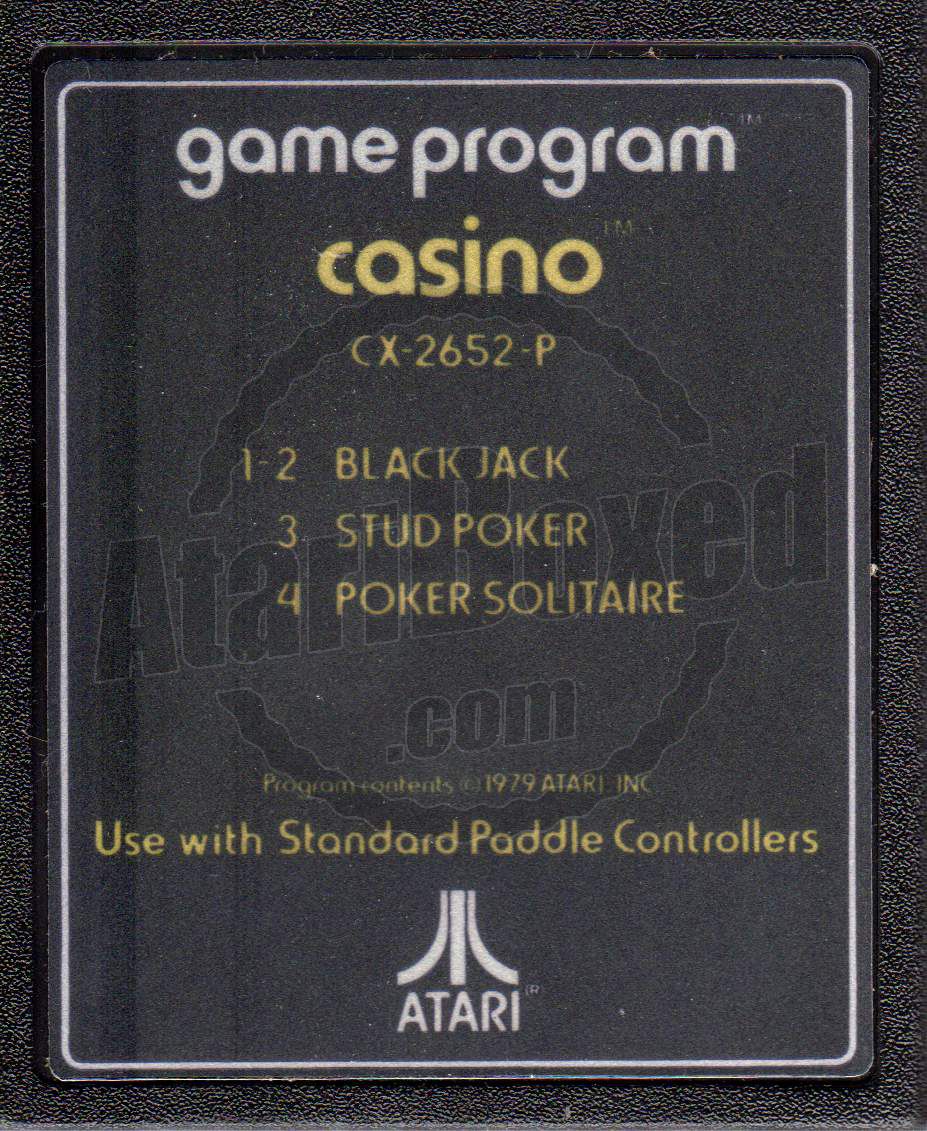 game program™
casino™
CX-2652-P
1-2 BLACK JACK
3 STUD POKER
4 POKER SOLITAIRE
AtariBoxed
.com
Program contents ©1979 ATARI, INC
Use with Standard Paddle Controllers
ATARI®